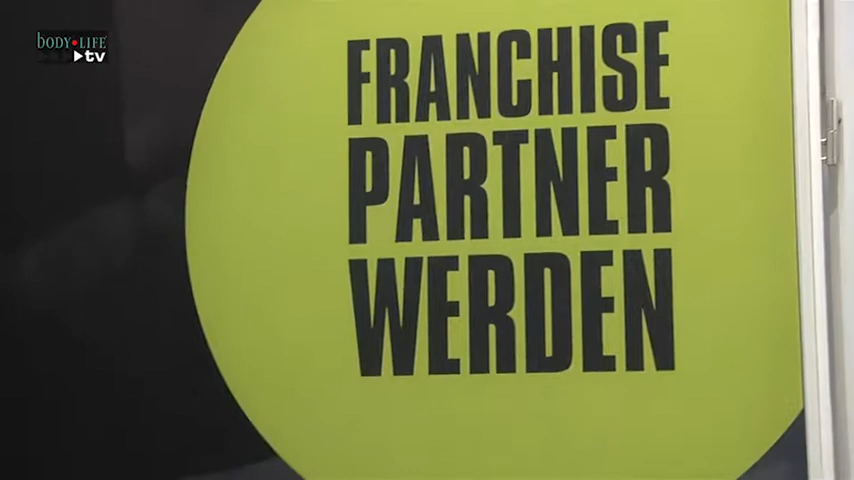 BODY•LIFE
tv
FRANCHISE
PARTNER
WERDEN